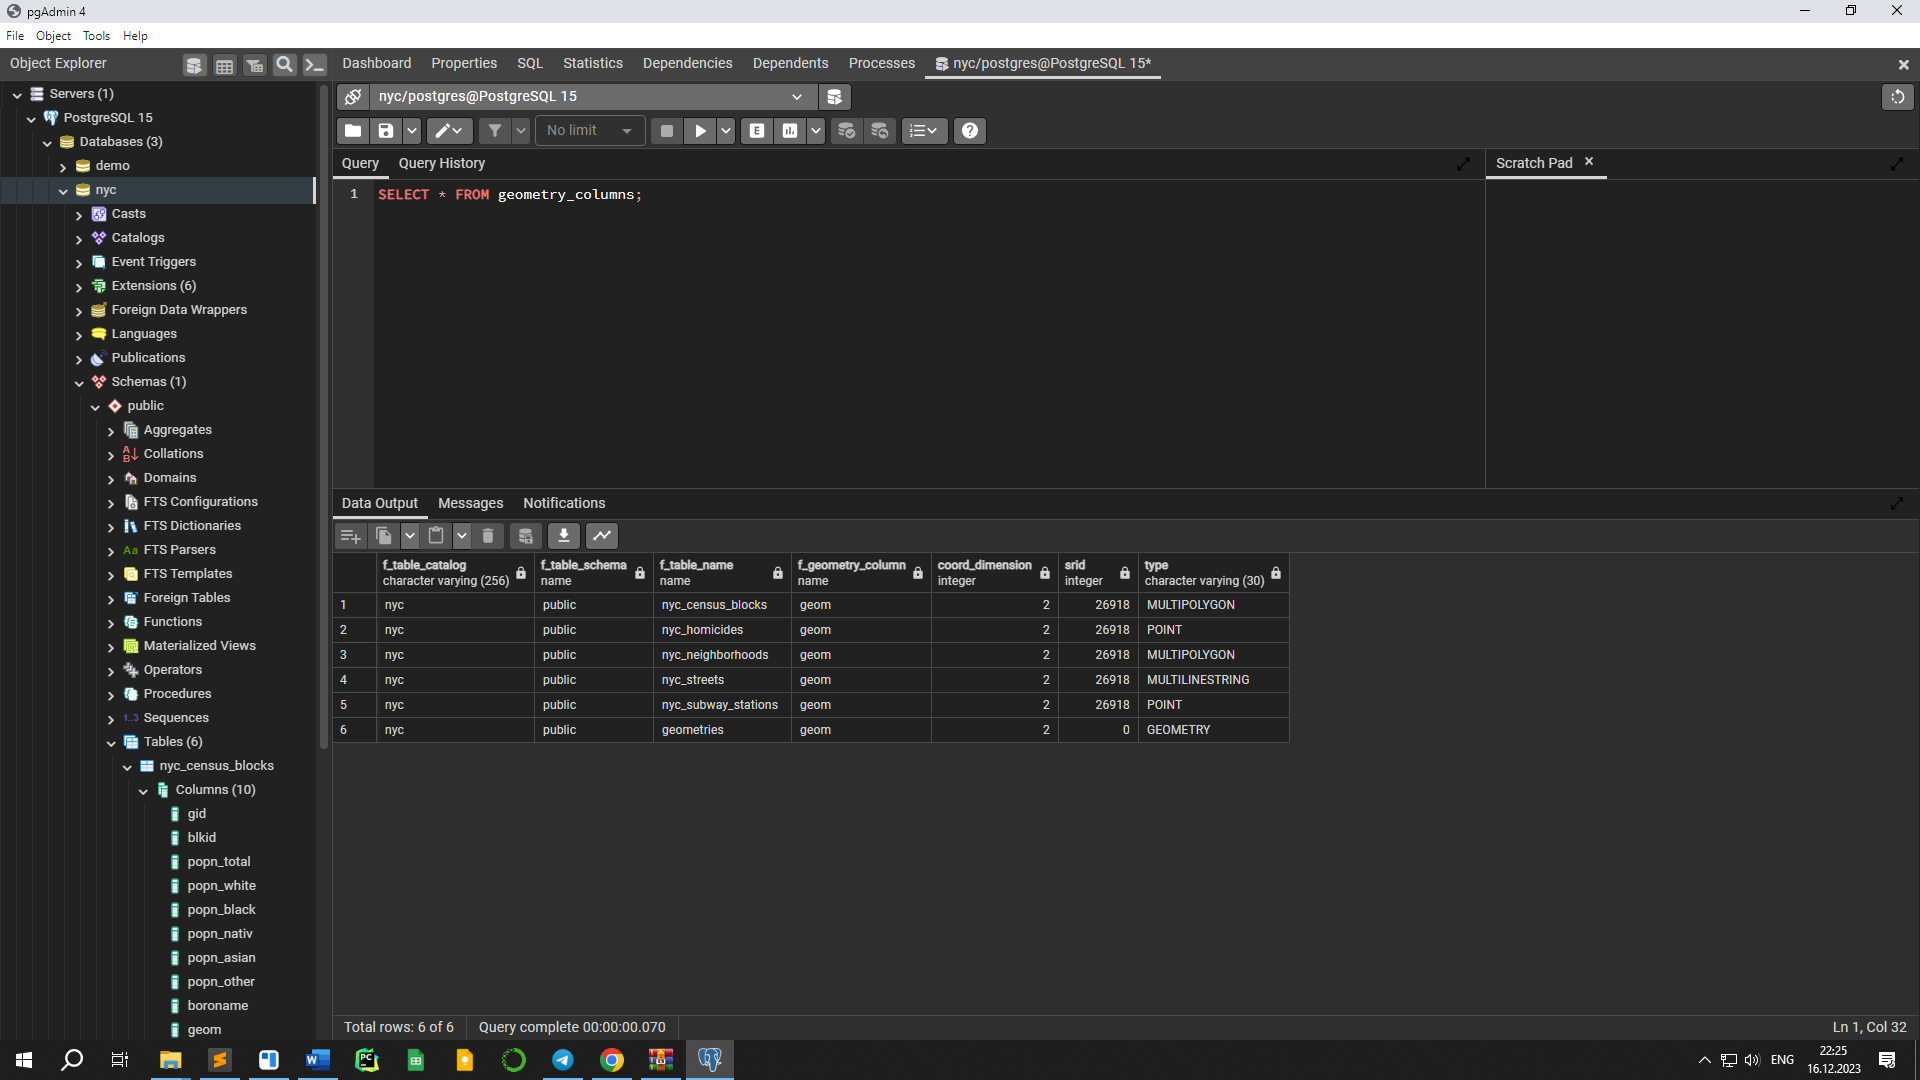 pgAdmin 4
File Object Tools Help
Object Explorer
Dashboard Properties SQL Statistics Dependencies Dependents Processes nyc/postgres@PostgreSQL 15*
Servers (1)
PostgreSQL 15
Databases (3)
demo
nyc
Casts
Catalogs
Event Triggers
Extensions (6)
Foreign Data Wrappers
Languages
Publications
Schemas (1)
public
Aggregates
Collations
Domains
FTS Configurations
FTS Dictionaries
FTS Parsers
FTS Templates
Foreign Tables
Functions
Materialized Views
Operators
Procedures
Sequences
Tables (6)
nyc_census_blocks
Columns (10)
gid
blkid
popn_total
popn_white
popn_black
popn_nativ
popn_asian
popn_other
boroname
geom
nyc/postgres@PostgreSQL 15
No limit
Query Query History
Scratch Pad
1 SELECT * FROM geometry_columns;
Data Output Messages Notifications
f_table_catalog f_table_schema f_table_name f_geometry_column coord_dimension srid type
character varying (256) name name name integer integer character varying (30)
1 nyc public nyc_census_blocks geom 2 26918 MULTIPOLYGON
2 nyc public nyc_homicides geom 2 26918 POINT
3 nyc public nyc_neighborhoods geom 2 26918 MULTIPOLYGON
4 nyc public nyc_streets geom 2 26918 MULTILINESTRING
5 nyc public nyc_subway_stations geom 2 26918 POINT
6 nyc public geometries geom 2 0 GEOMETRY
Total rows: 6 of 6 Query complete 00:00:00.070
Ln 1, Col 32
ENG
22:25
16.12.2023